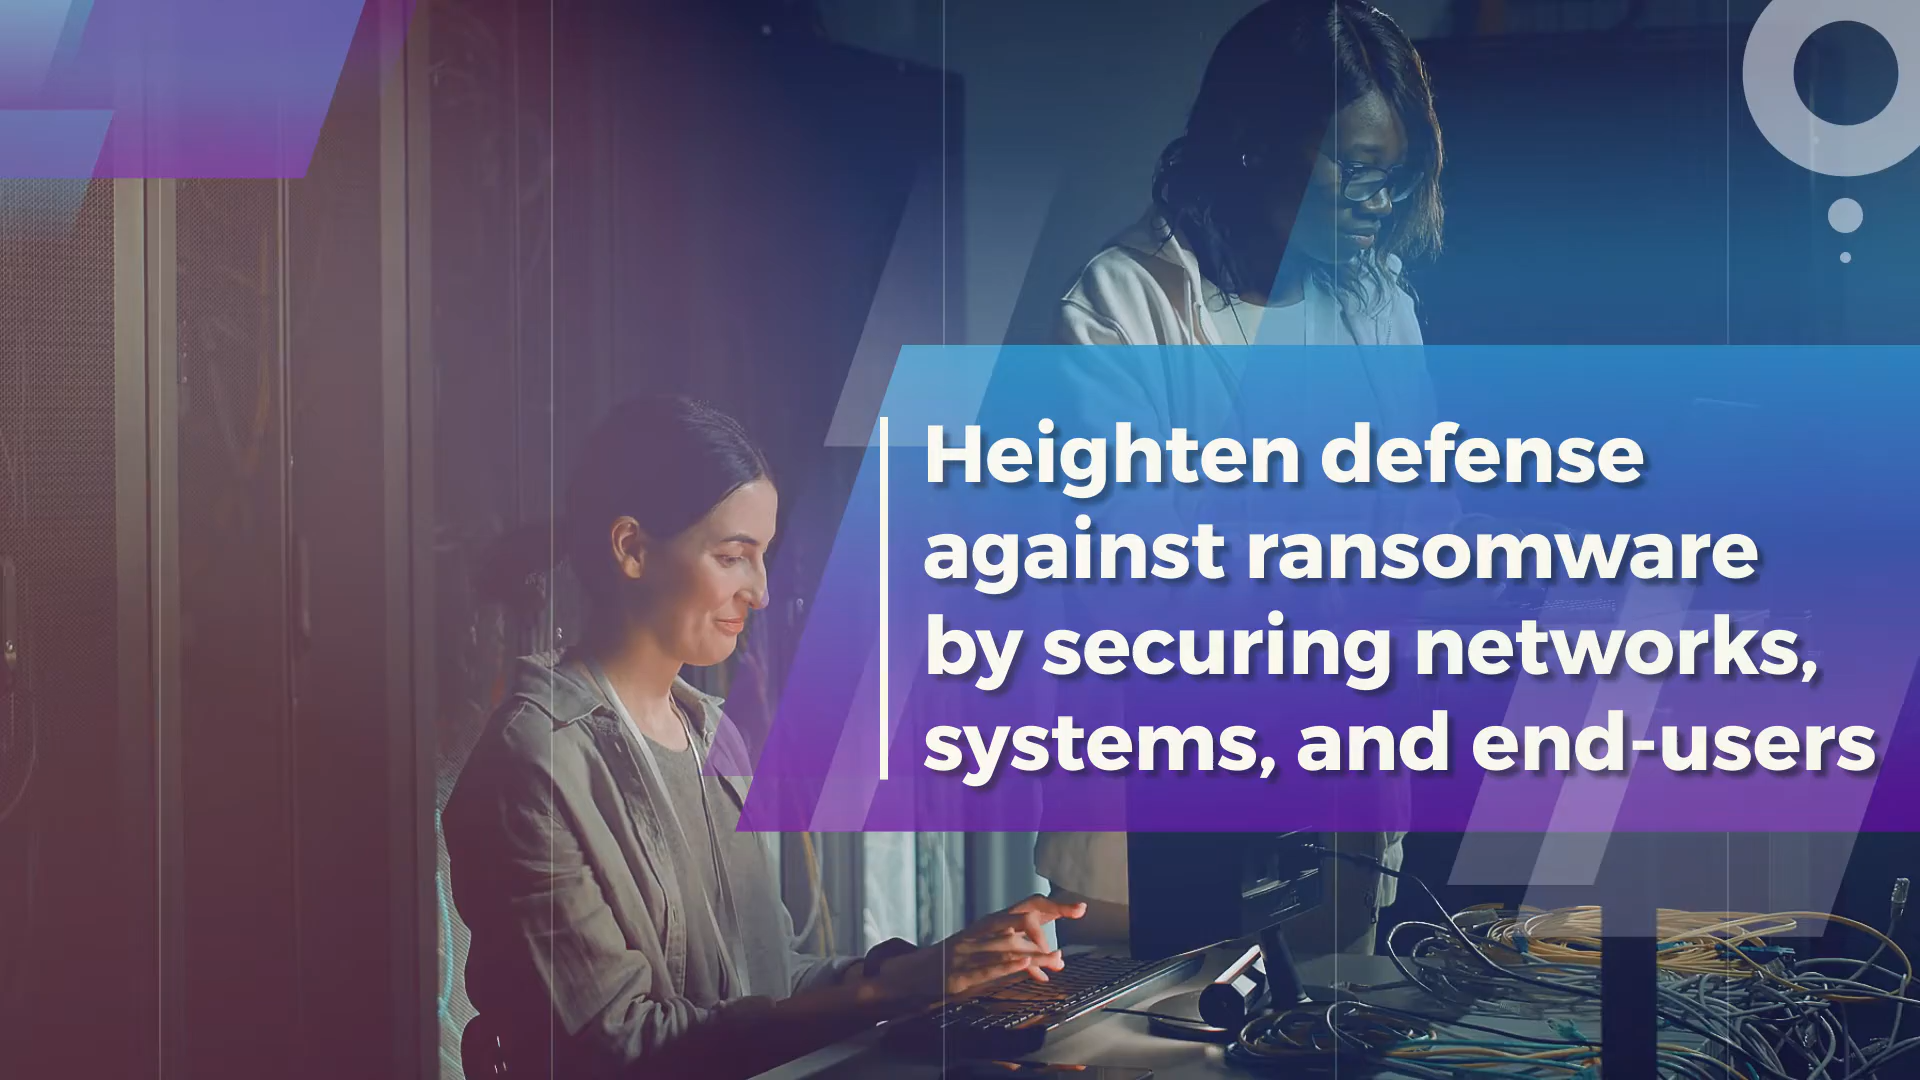 Heighten defense
against ransomware
by securing networks,
systems, and end-users